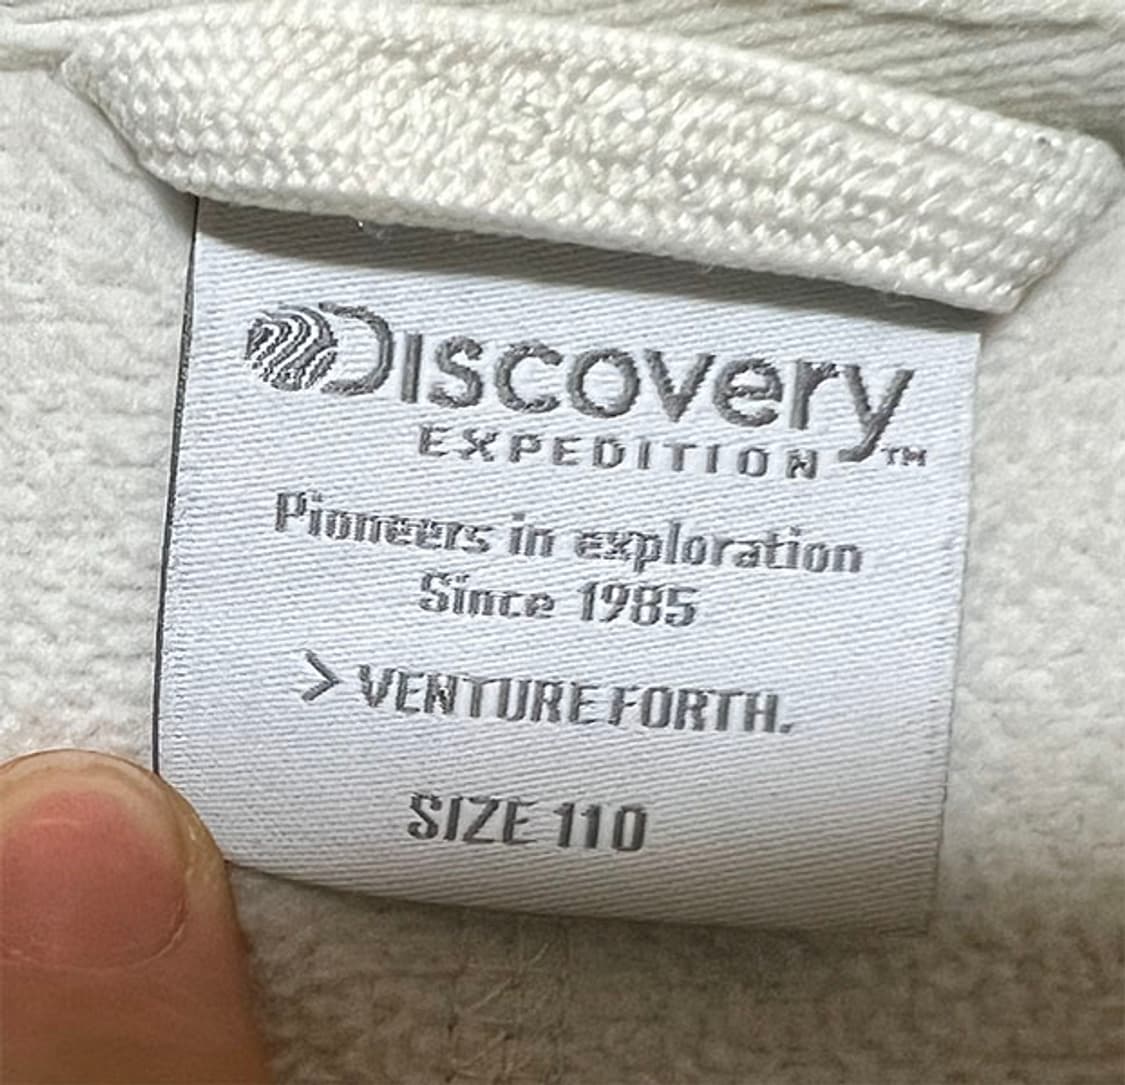 Discovery
EXPEDITION™
Pioneers in exploration
Since 1985
> VENTURE FORTH.
SIZE 110